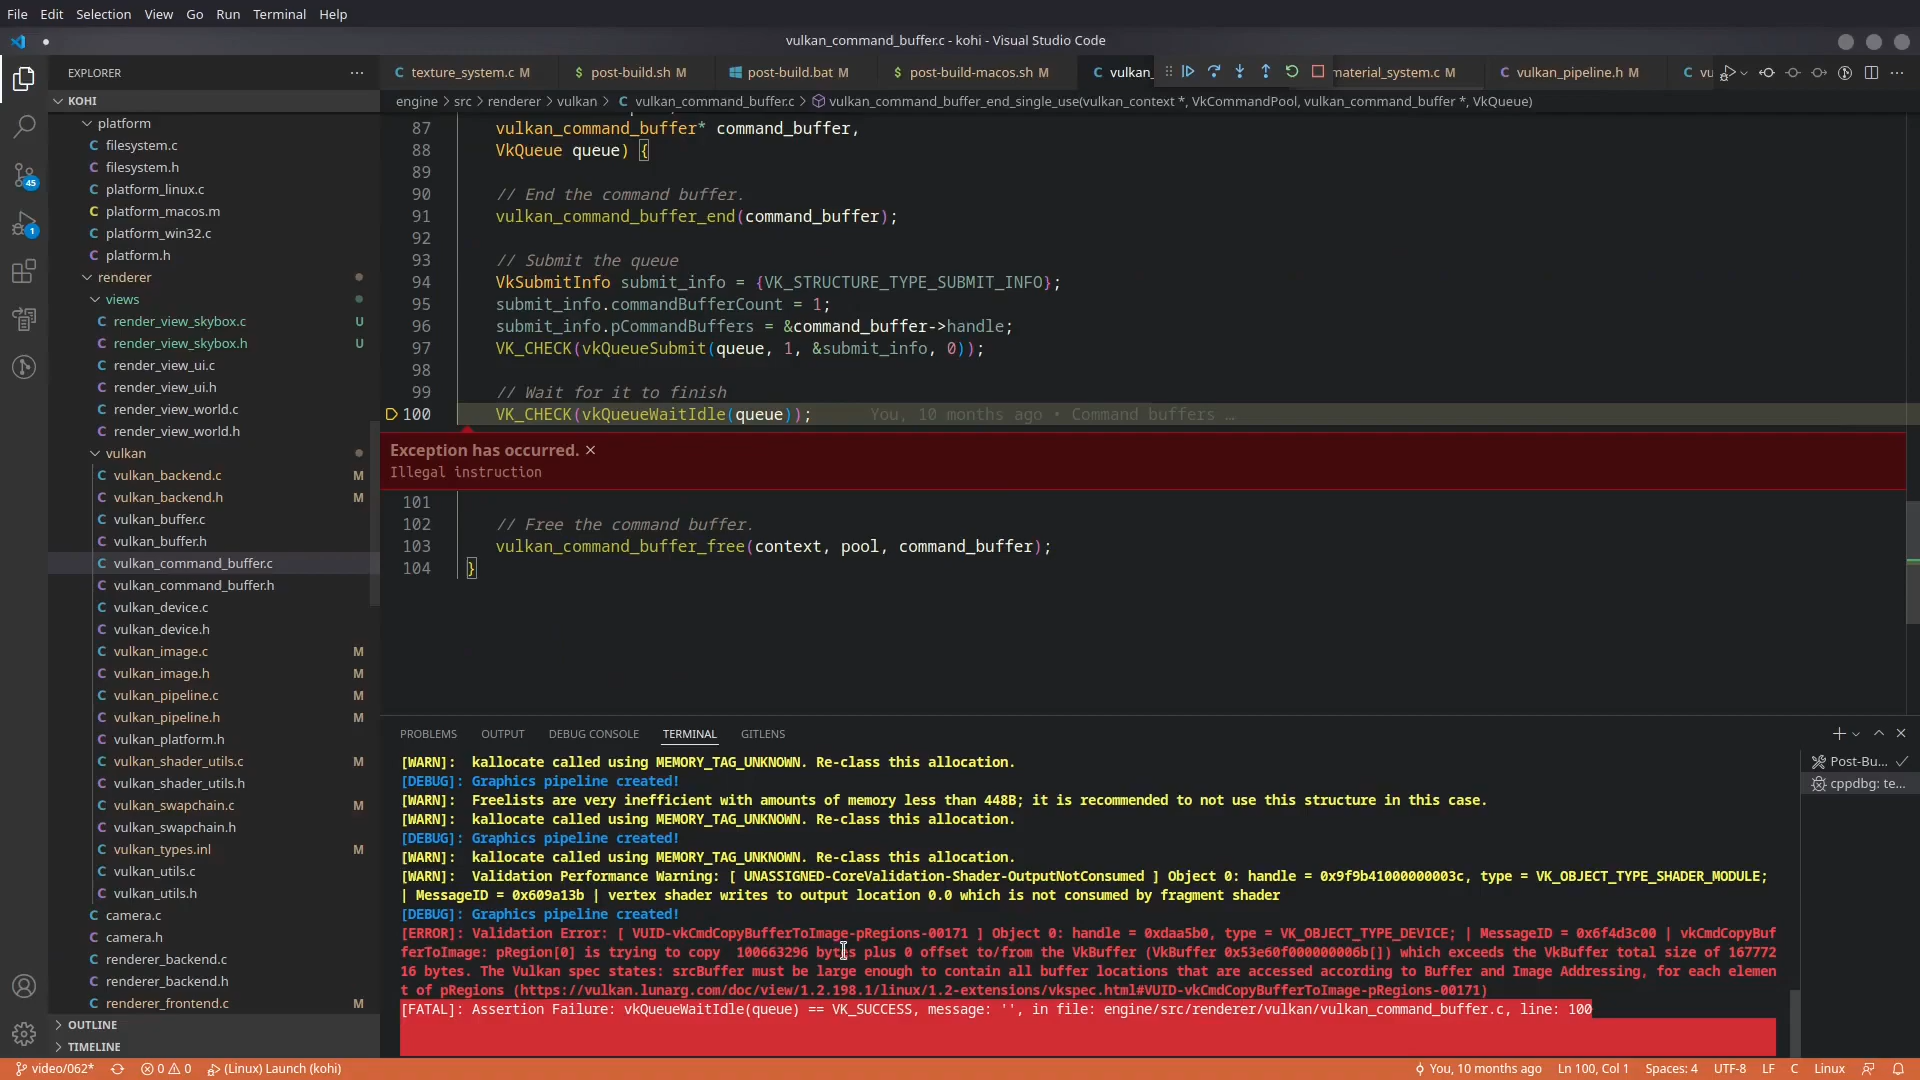 File Edit Selection View Go Run Terminal Help
vulkan_command_buffer.c - kohi - Visual Studio Code
EXPLORER
texture_system.c M
$ post-build.sh M
post-build.bat M
$ post-build-macos.sh M
C vulkan_
material_system.c M
C vulkan_pipeline.h M
C vu
KOHI
engine > src > renderer > vulkan > C vulkan_command_buffer.c > vulkan_command_buffer_end_single_use(vulkan_context *, VkCommandPool, vulkan_command_buffer *, VkQueue)
platform
C filesystem.c
C filesystem.h
C platform_linux.c
C platform_macos.m
C platform_win32.c
C platform.h
renderer
views
C render_view_skybox.c U
C render_view_skybox.h U
C render_view_ui.c
C render_view_ui.h
C render_view_world.c
C render_view_world.h
vulkan
C vulkan_backend.c M
C vulkan_backend.h M
C vulkan_buffer.c
C vulkan_buffer.h
C vulkan_command_buffer.c
C vulkan_command_buffer.h
C vulkan_device.c
C vulkan_device.h
C vulkan_image.c M
C vulkan_image.h M
C vulkan_pipeline.c M
C vulkan_pipeline.h M
C vulkan_platform.h
C vulkan_shader_utils.c M
C vulkan_shader_utils.h
C vulkan_swapchain.c M
C vulkan_swapchain.h
C vulkan_types.inl M
C vulkan_utils.c
C vulkan_utils.h
C camera.c
C camera.h
C renderer_backend.c
C renderer_backend.h
C renderer_frontend.c
OUTLINE
TIMELINE
45
1
87 vulkan_command_buffer* command_buffer,
88 VkQueue queue) {
89
90 // End the command buffer.
91 vulkan_command_buffer_end(command_buffer);
92
93 // Submit the queue
94 VkSubmitInfo submit_info = {VK_STRUCTURE_TYPE_SUBMIT_INFO};
95 submit_info.commandBufferCount = 1;
96 submit_info.pCommandBuffers = &command_buffer->handle;
97 VK_CHECK(vkQueueSubmit(queue, 1, &submit_info, 0));
98
99 // Wait for it to finish
100 VK_CHECK(vkQueueWaitIdle(queue)); You, 10 months ago • Command buffers …
Exception has occurred. ×
Illegal instruction
101
102 // Free the command buffer.
103 vulkan_command_buffer_free(context, pool, command_buffer);
104 }
PROBLEMS OUTPUT DEBUG CONSOLE TERMINAL GITLENS
Post-Bu...
cppdbg: te...
[WARN]: kallocate called using MEMORY_TAG_UNKNOWN. Re-class this allocation.
[DEBUG]: Graphics pipeline created!
[WARN]: Freelists are very inefficient with amounts of memory less than 448B; it is recommended to not use this structure in this case.
[WARN]: kallocate called using MEMORY_TAG_UNKNOWN. Re-class this allocation.
[DEBUG]: Graphics pipeline created!
[WARN]: kallocate called using MEMORY_TAG_UNKNOWN. Re-class this allocation.
[WARN]: Validation Performance Warning: [ UNASSIGNED-CoreValidation-Shader-OutputNotConsumed ] Object 0: handle = 0x9f9b41000000003c, type = VK_OBJECT_TYPE_SHADER_MODULE;
| MessageID = 0x609a13b | vertex shader writes to output location 0.0 which is not consumed by fragment shader
[DEBUG]: Graphics pipeline created!
[ERROR]: Validation Error: [ VUID-vkCmdCopyBufferToImage-pRegions-00171 ] Object 0: handle = 0xdaa5b0, type = VK_OBJECT_TYPE_DEVICE; | MessageID = 0x6f4d3c00 | vkCmdCopyBuf
ferToImage: pRegion[0] is trying to copy 100663296 bytes plus 0 offset to/from the VkBuffer (VkBuffer 0x53e60f000000006b[]) which exceeds the VkBuffer total size of 167772
16 bytes. The Vulkan spec states: srcBuffer must be large enough to contain all buffer locations that are accessed according to Buffer and Image Addressing, for each elemen
t of pRegions (https://vulkan.lunarg.com/doc/view/1.2.198.1/linux/1.2-extensions/vkspec.html#VUID-vkCmdCopyBufferToImage-pRegions-00171)
[FATAL]: Assertion Failure: vkQueueWaitIdle(queue) == VK_SUCCESS, message: '', in file: engine/src/renderer/vulkan/vulkan_command_buffer.c, line: 100
video/062* 0 0 (Linux) Launch (kohi) You, 10 months ago Ln 100, Col 1 Spaces: 4 UTF-8 LF C Linux